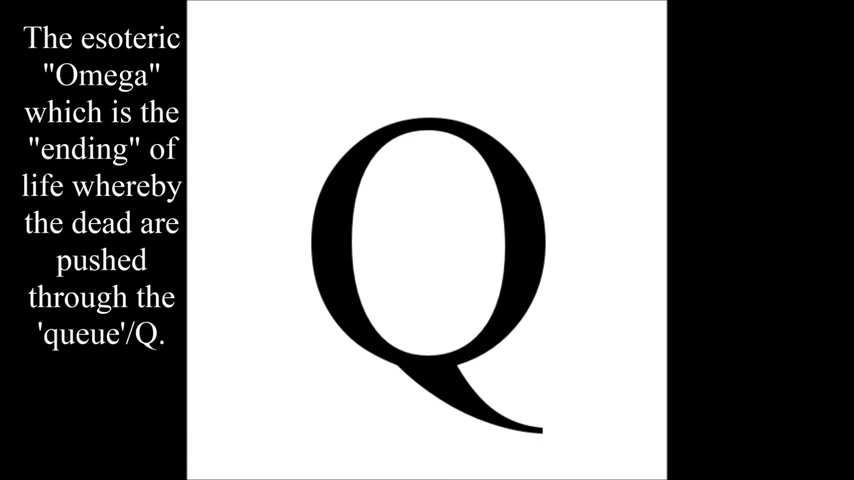 The esoteric
"Omega"
which is the
"ending" of
life whereby
the dead are
pushed
through the
'queue'/Q.
Q